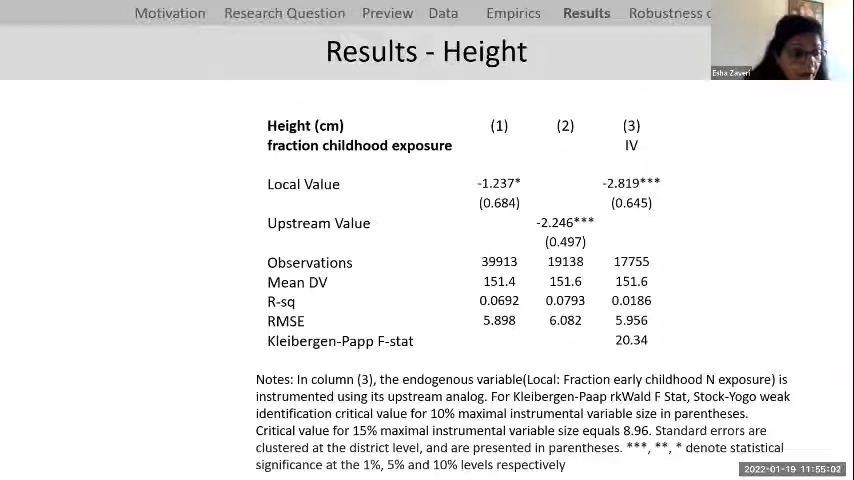 Motivation Research Question Preview Data Empirics Results Robustness
Results - Height
Esha Zaveri
Height (cm) (1) (2) (3)
fraction childhood exposure IV
Local Value -1.237* -2.819***
(0.684) (0.645)
Upstream Value -2.246***
(0.497)
Observations 39913 19138 17755
Mean DV 151.4 151.6 151.6
R-sq 0.0692 0.0793 0.0186
RMSE 5.898 6.082 5.956
Kleibergen-Papp F-stat 20.34
Notes: In column (3), the endogenous variable(Local: Fraction early childhood N exposure) is
instrumented using its upstream analog. For Kleibergen-Paap rkWald F Stat, Stock-Yogo weak
identification critical value for 10% maximal instrumental variable size in parentheses.
Critical value for 15% maximal instrumental variable size equals 8.96. Standard errors are
clustered at the district level, and are presented in parentheses. ***, **, * denote statistical
significance at the 1%, 5% and 10% levels respectively
2022-01-19 11:55:02